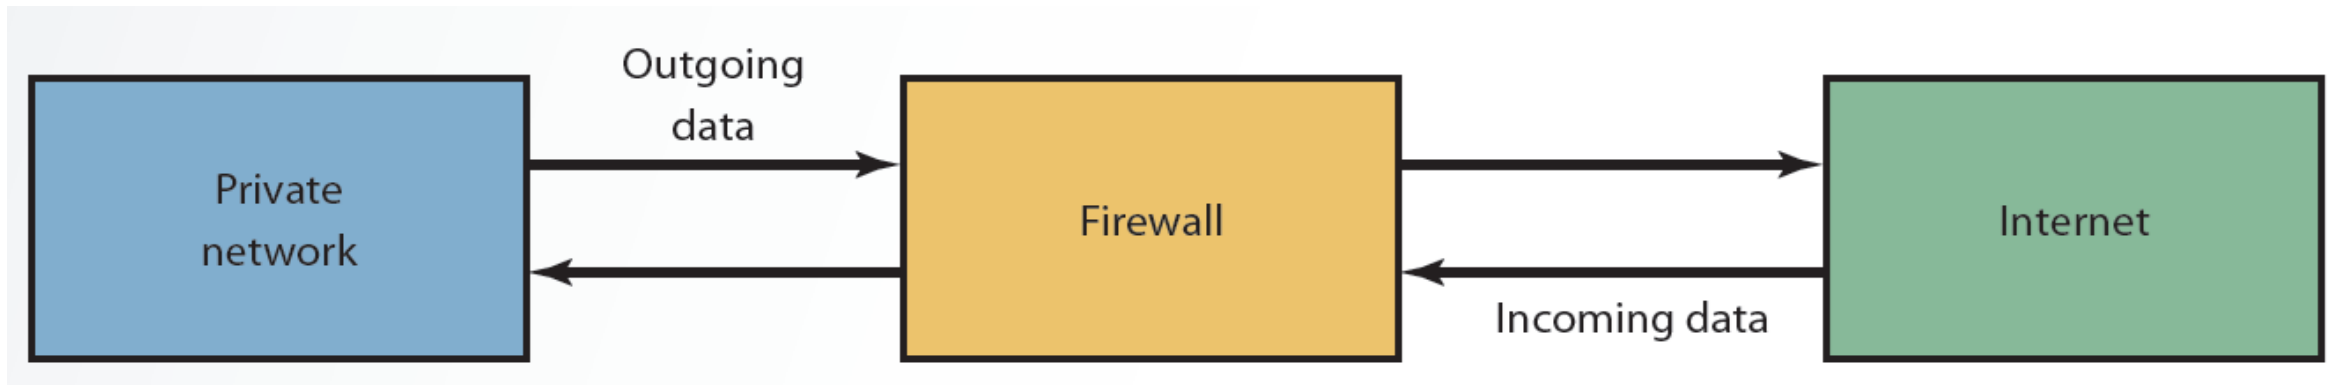 Private
network
Outgoing
data
Firewall
Incoming data
Internet